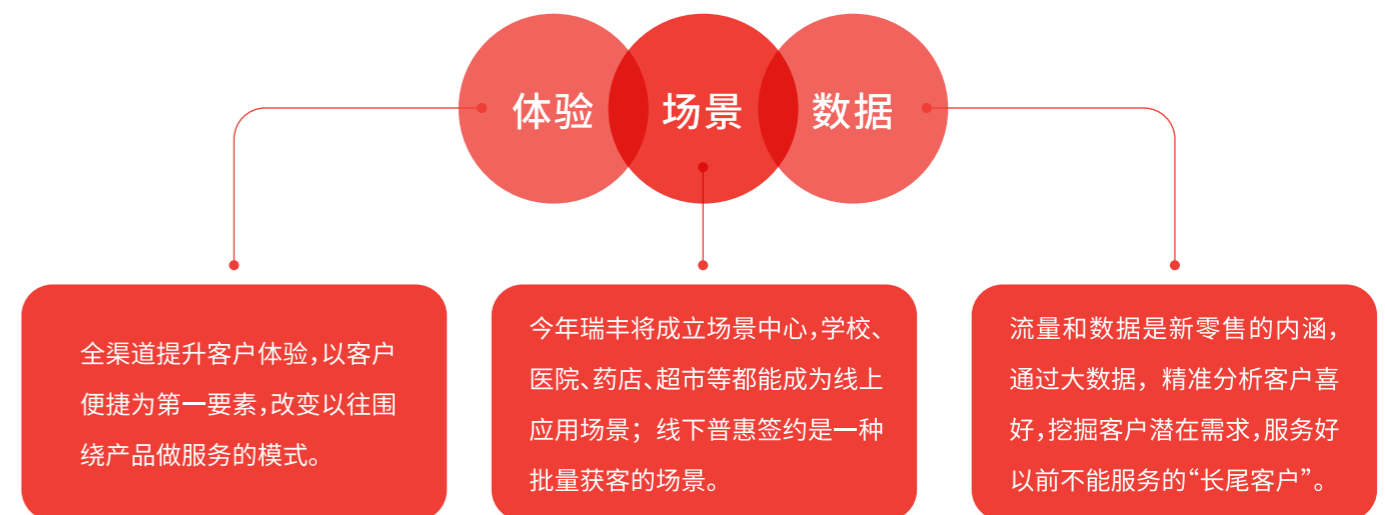 体验
场景
数据
全渠道提升客户体验，以客户
便捷为第一要素，改变以往围
绕产品做服务的模式。
今年瑞丰将成立场景中心，学校、
医院、药店、超市等都能成为线上
应用场景；线下普惠签约是一种
批量获客的场景。
流量和数据是新零售的内涵，
通过大数据，精准分析客户喜
好，挖掘客户潜在需求，服务好
以前不能服务的“长尾客户”。